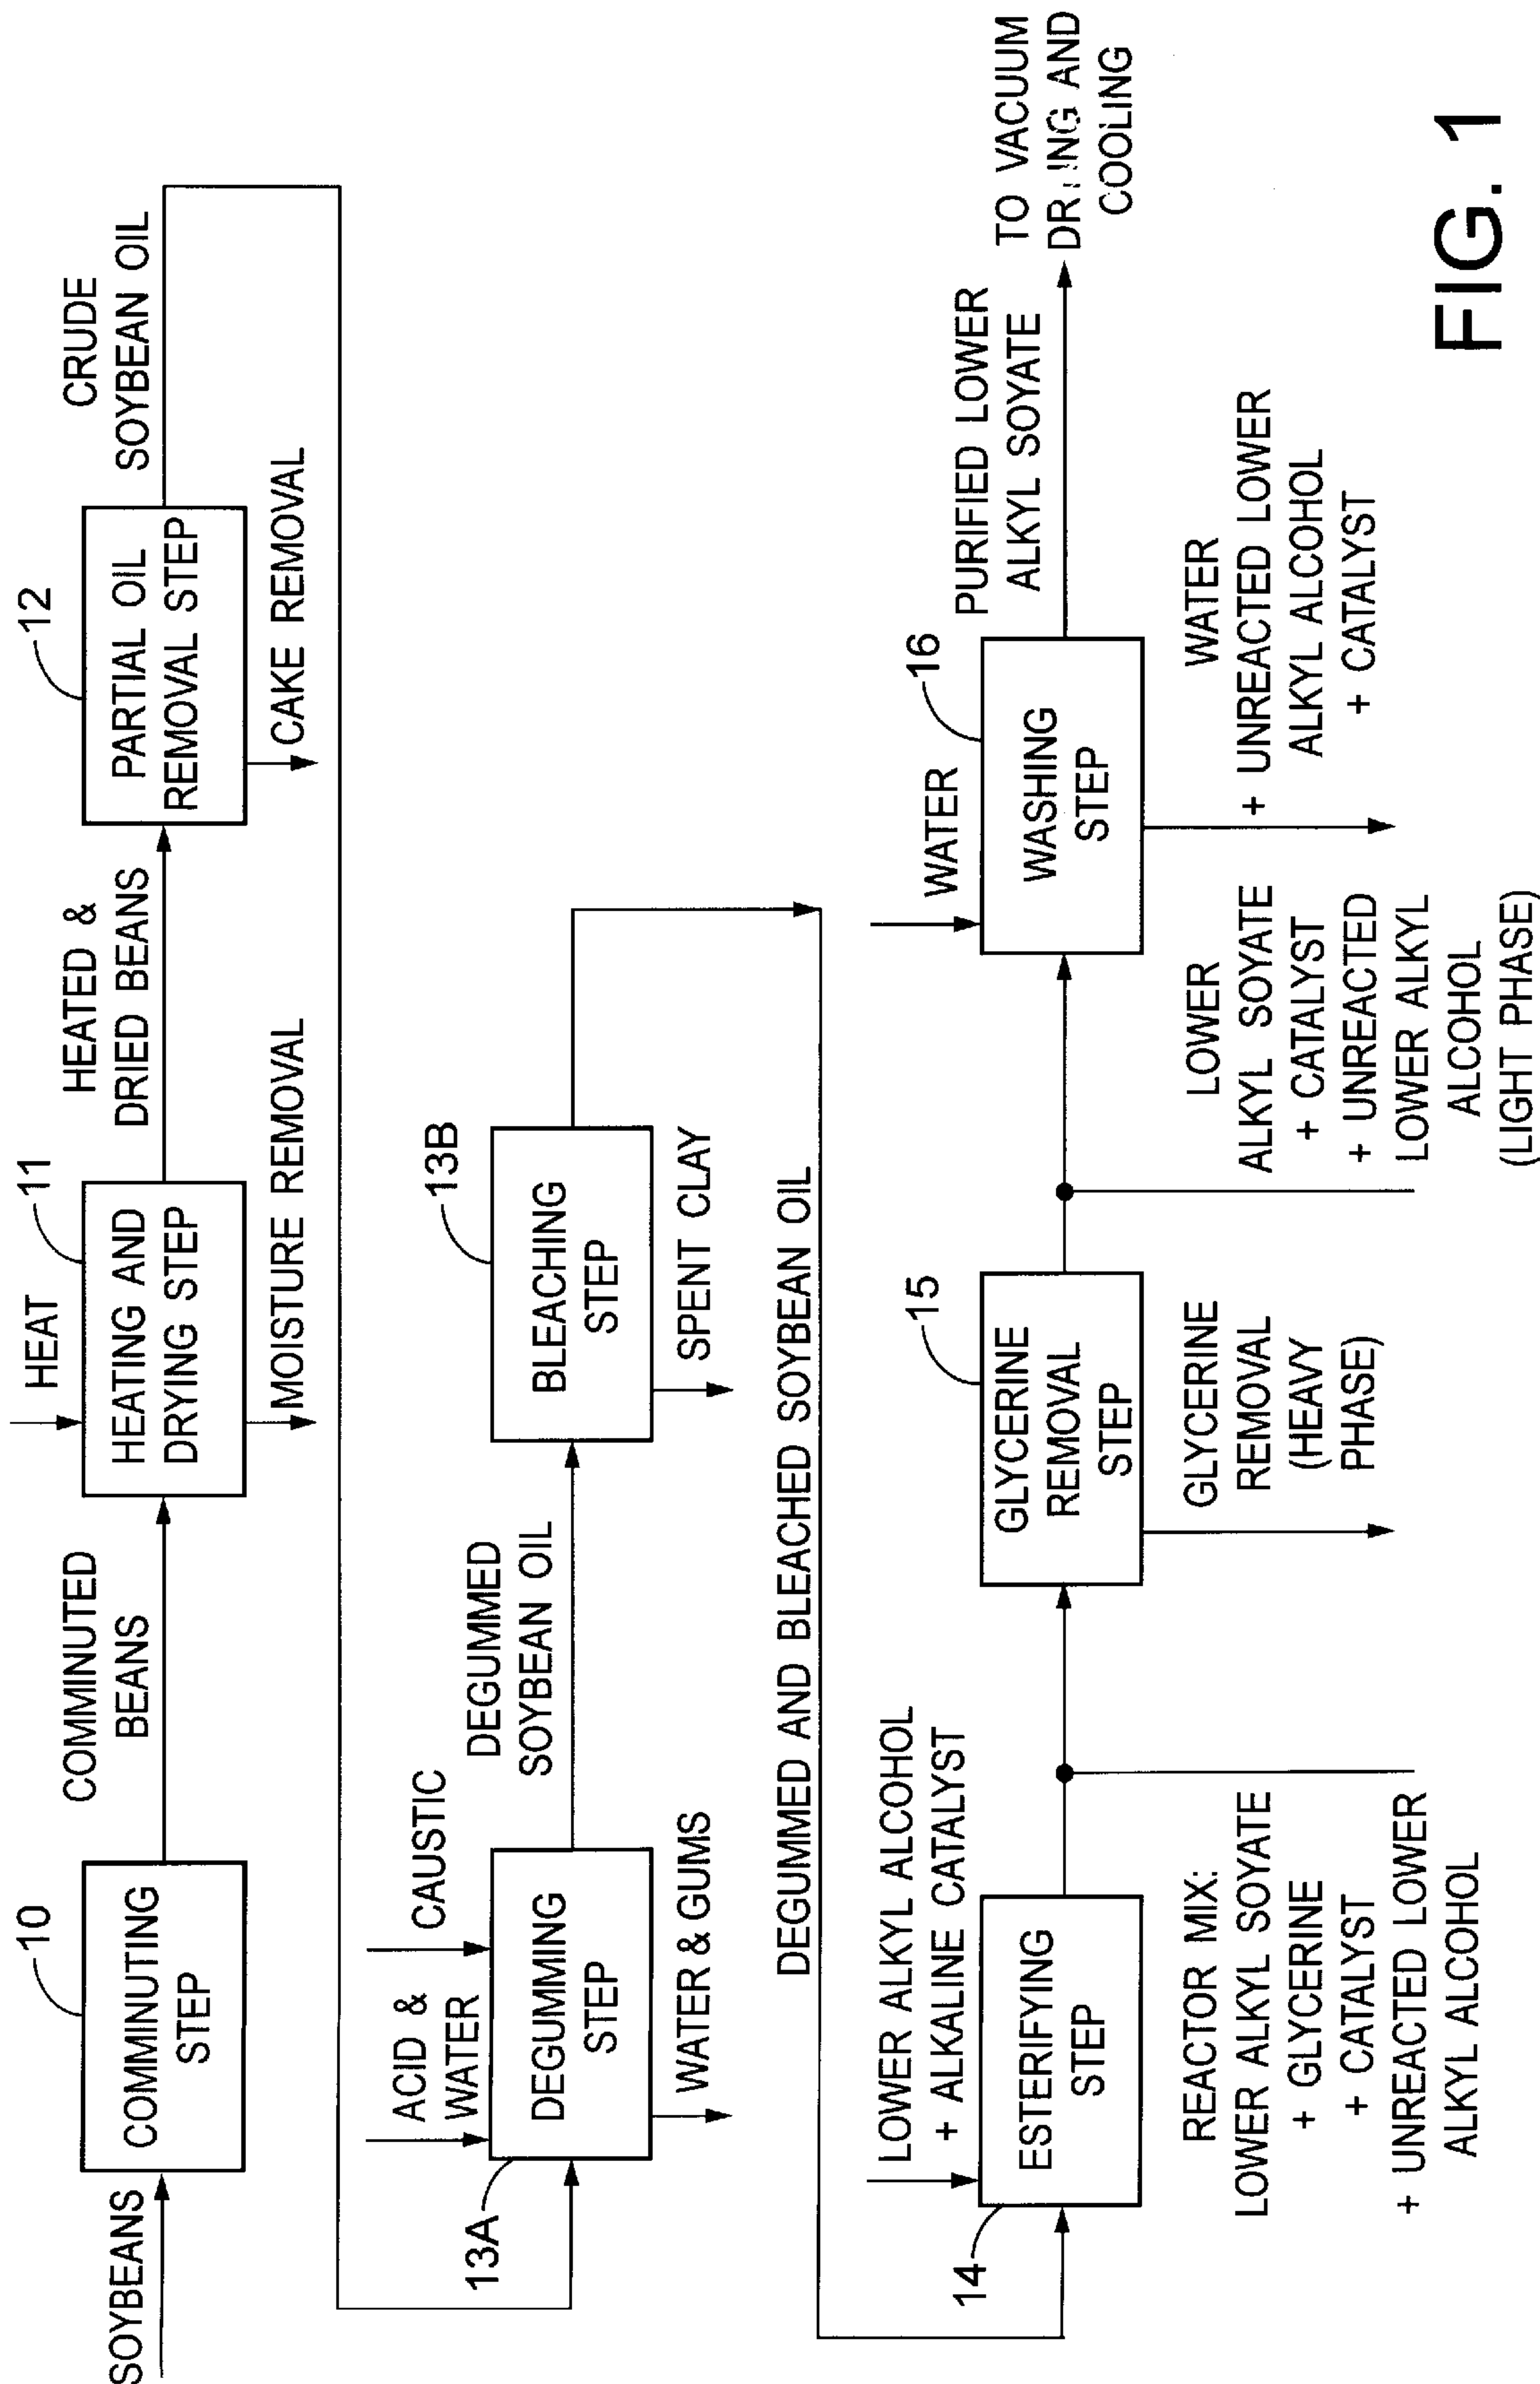 SOYBEANS
10
COMMINUTING
STEP
COMMINUTED
BEANS
HEAT
11
HEATING AND
DRYING STEP
MOISTURE REMOVAL
HEATED &
DRIED BEANS
12
PARTIAL OIL
REMOVAL STEP
CAKE REMOVAL
CRUDE
SOYBEAN OIL
13A
ACID &
WATER
CAUSTIC
DEGUMMING
STEP
WATER & GUMS
DEGUMMED
SOYBEAN OIL
13B
BLEACHING
STEP
SPENT CLAY
DEGUMMED AND BLEACHED SOYBEAN OIL
14
LOWER ALKYL ALCOHOL
+ ALKALINE CATALYST
ESTERIFYING
STEP
REACTOR MIX:
LOWER ALKYL SOYATE
+ GLYCERINE
+ CATALYST
+ UNREACTED LOWER
ALKYL ALCOHOL
15
GLYCERINE
REMOVAL
STEP
GLYCERINE
REMOVAL
(HEAVY
PHASE)
LOWER
ALKYL SOYATE
+ CATALYST
+ UNREACTED
LOWER ALKYL
ALCOHOL
(LIGHT PHASE)
WATER
16
WASHING
STEP
WATER
+ UNREACTED LOWER
ALKYL ALCOHOL
+ CATALYST
PURIFIED LOWER
ALKYL SOYATE
TO VACUUM
DRYING AND
COOLING
FIG. 1